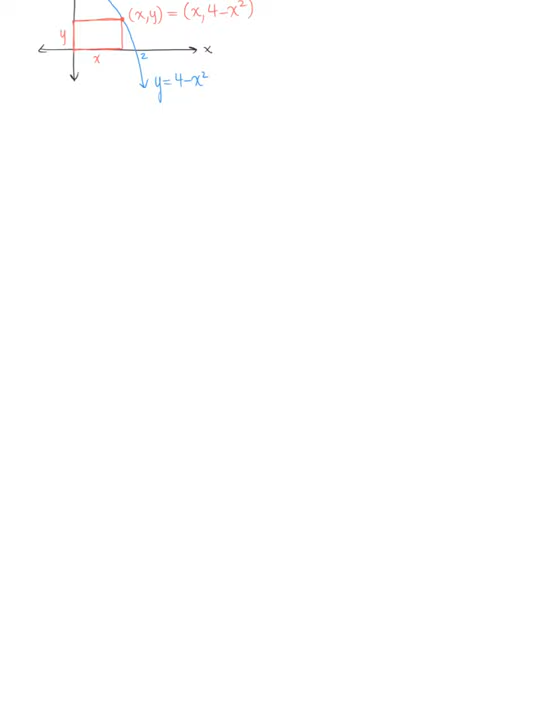 (x,y) = (x, 4-x²)
y
x
x
2
y = 4-x²